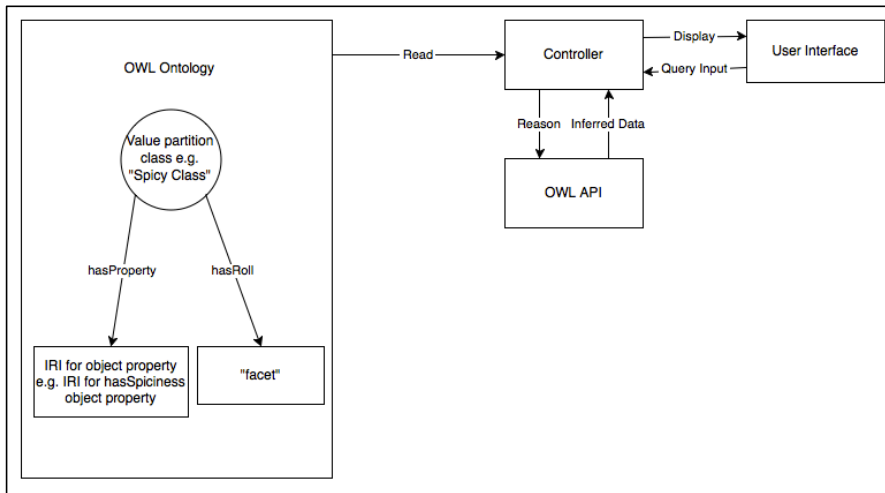 OWL Ontology
Value partition
class e.g.
"Spicy Class"
hasProperty
hasRoll
IRI for object property
e.g. IRI for hasSpiciness
object property
"facet"
Read
Controller
Display
Query Input
User Interface
Reason
Inferred Data
OWL API